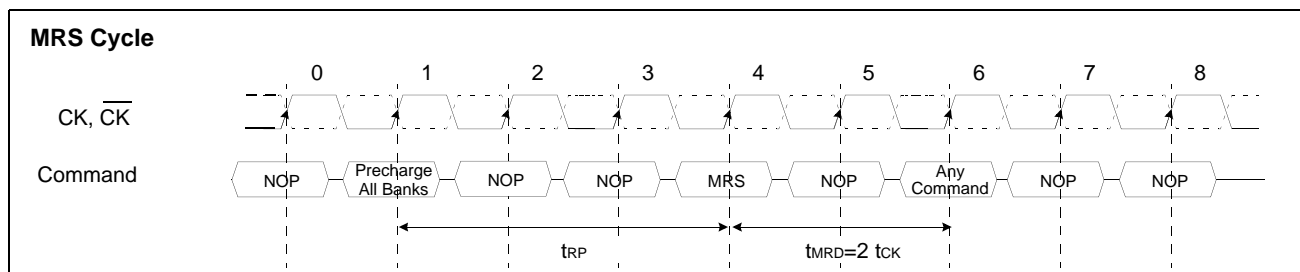 MRS Cycle
0 1 2 3 4 5 6 7 8
CK, C̅K̅
Command
NOP
Precharge
All Banks
NOP
NOP
MRS
NOP
Any
Command
NOP
NOP
tRP
tMRD=2 tCK